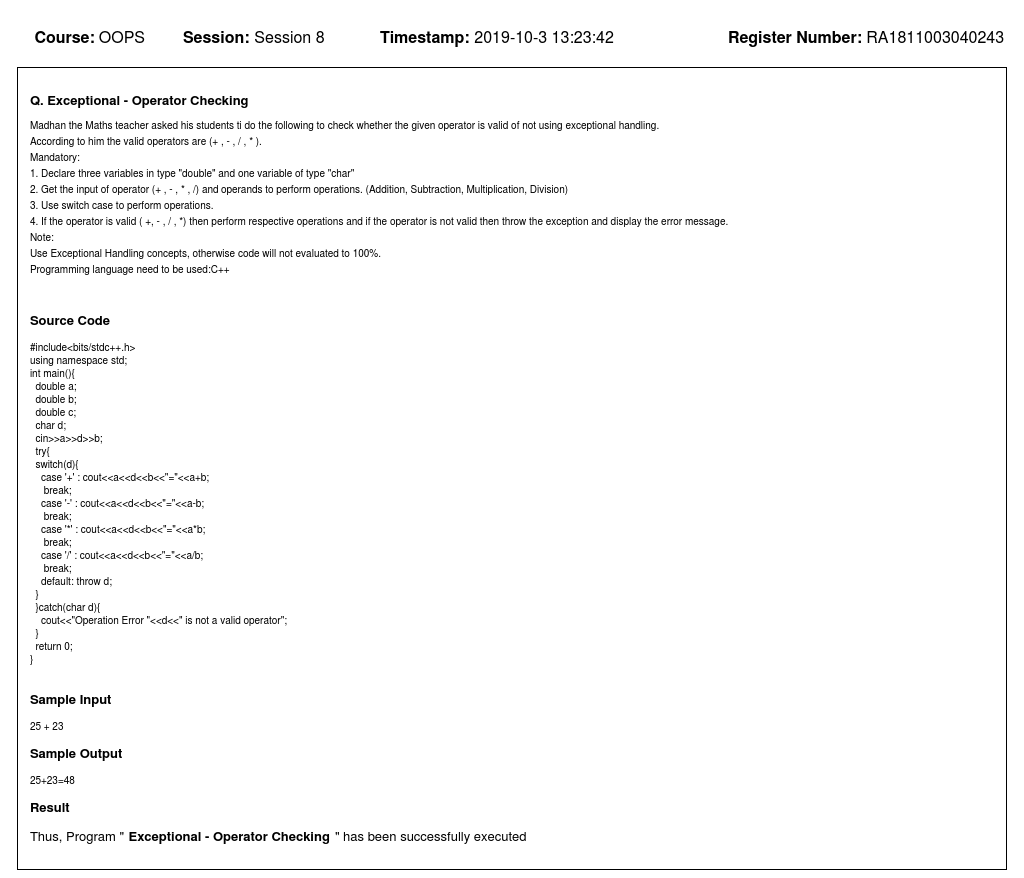 Course: OOPS Session: Session 8 Timestamp: 2019-10-3 13:23:42 Register Number: RA1811003040243
Q. Exceptional - Operator Checking
Madhan the Maths teacher asked his students ti do the following to check whether the given operator is valid of not using exceptional handling.
According to him the valid operators are (+ , - , / , * ).
Mandatory:
1. Declare three variables in type "double" and one variable of type "char"
2. Get the input of operator (+ , - , * , /) and operands to perform operations. (Addition, Subtraction, Multiplication, Division)
3. Use switch case to perform operations.
4. If the operator is valid ( +, - , / , *) then perform respective operations and if the operator is not valid then throw the exception and display the error message.
Note:
Use Exceptional Handling concepts, otherwise code will not evaluated to 100%.
Programming language need to be used:C++
Source Code
#include<bits/stdc++.h>
using namespace std;
int main(){
  double a;
  double b;
  double c;
  char d;
  cin>>a>>d>>b;
  try{
  switch(d){
    case '+' : cout<<a<<d<<b<<"="<<a+b;
     break;
    case '-' : cout<<a<<d<<b<<"="<<a-b;
     break;
    case '*' : cout<<a<<d<<b<<"="<<a*b;
     break;
    case '/' : cout<<a<<d<<b<<"="<<a/b;
     break;
    default: throw d;
  }
  }catch(char d){
    cout<<"Operation Error "<<d<<" is not a valid operator";
  }
  return 0;
}
Sample Input
25 + 23
Sample Output
25+23=48
Result
Thus, Program " Exceptional - Operator Checking " has been successfully executed